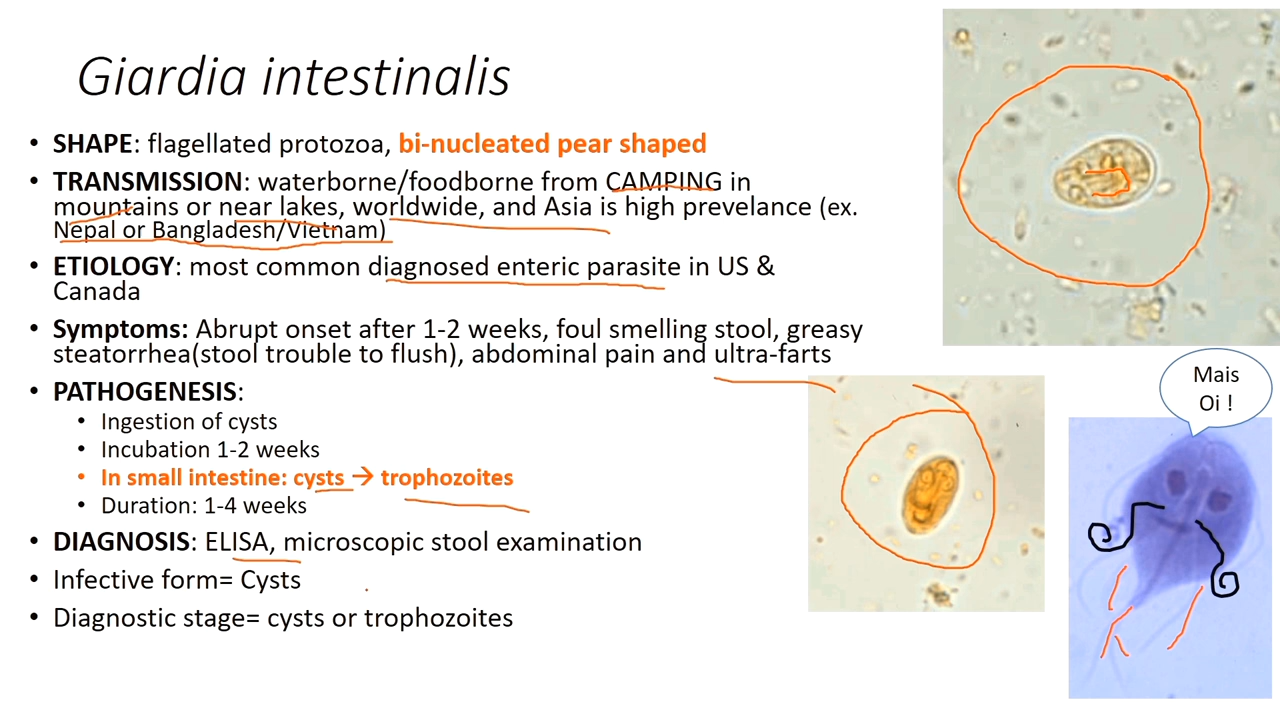 Giardia intestinalis
• SHAPE: flagellated protozoa, bi-nucleated pear shaped
• TRANSMISSION: waterborne/foodborne from CAMPING in
mountains or near lakes, worldwide, and Asia is high prevelance (ex.
Nepal or Bangladesh/Vietnam)
• ETIOLOGY: most common diagnosed enteric parasite in US &
Canada
• Symptoms: Abrupt onset after 1-2 weeks, foul smelling stool, greasy
steatorrhea(stool trouble to flush), abdominal pain and ultra-farts
• PATHOGENESIS:
• Ingestion of cysts
• Incubation 1-2 weeks
• In small intestine: cysts → trophozoites
• Duration: 1-4 weeks
• DIAGNOSIS: ELISA, microscopic stool examination
• Infective form= Cysts
• Diagnostic stage= cysts or trophozoites
Mais
Oi !